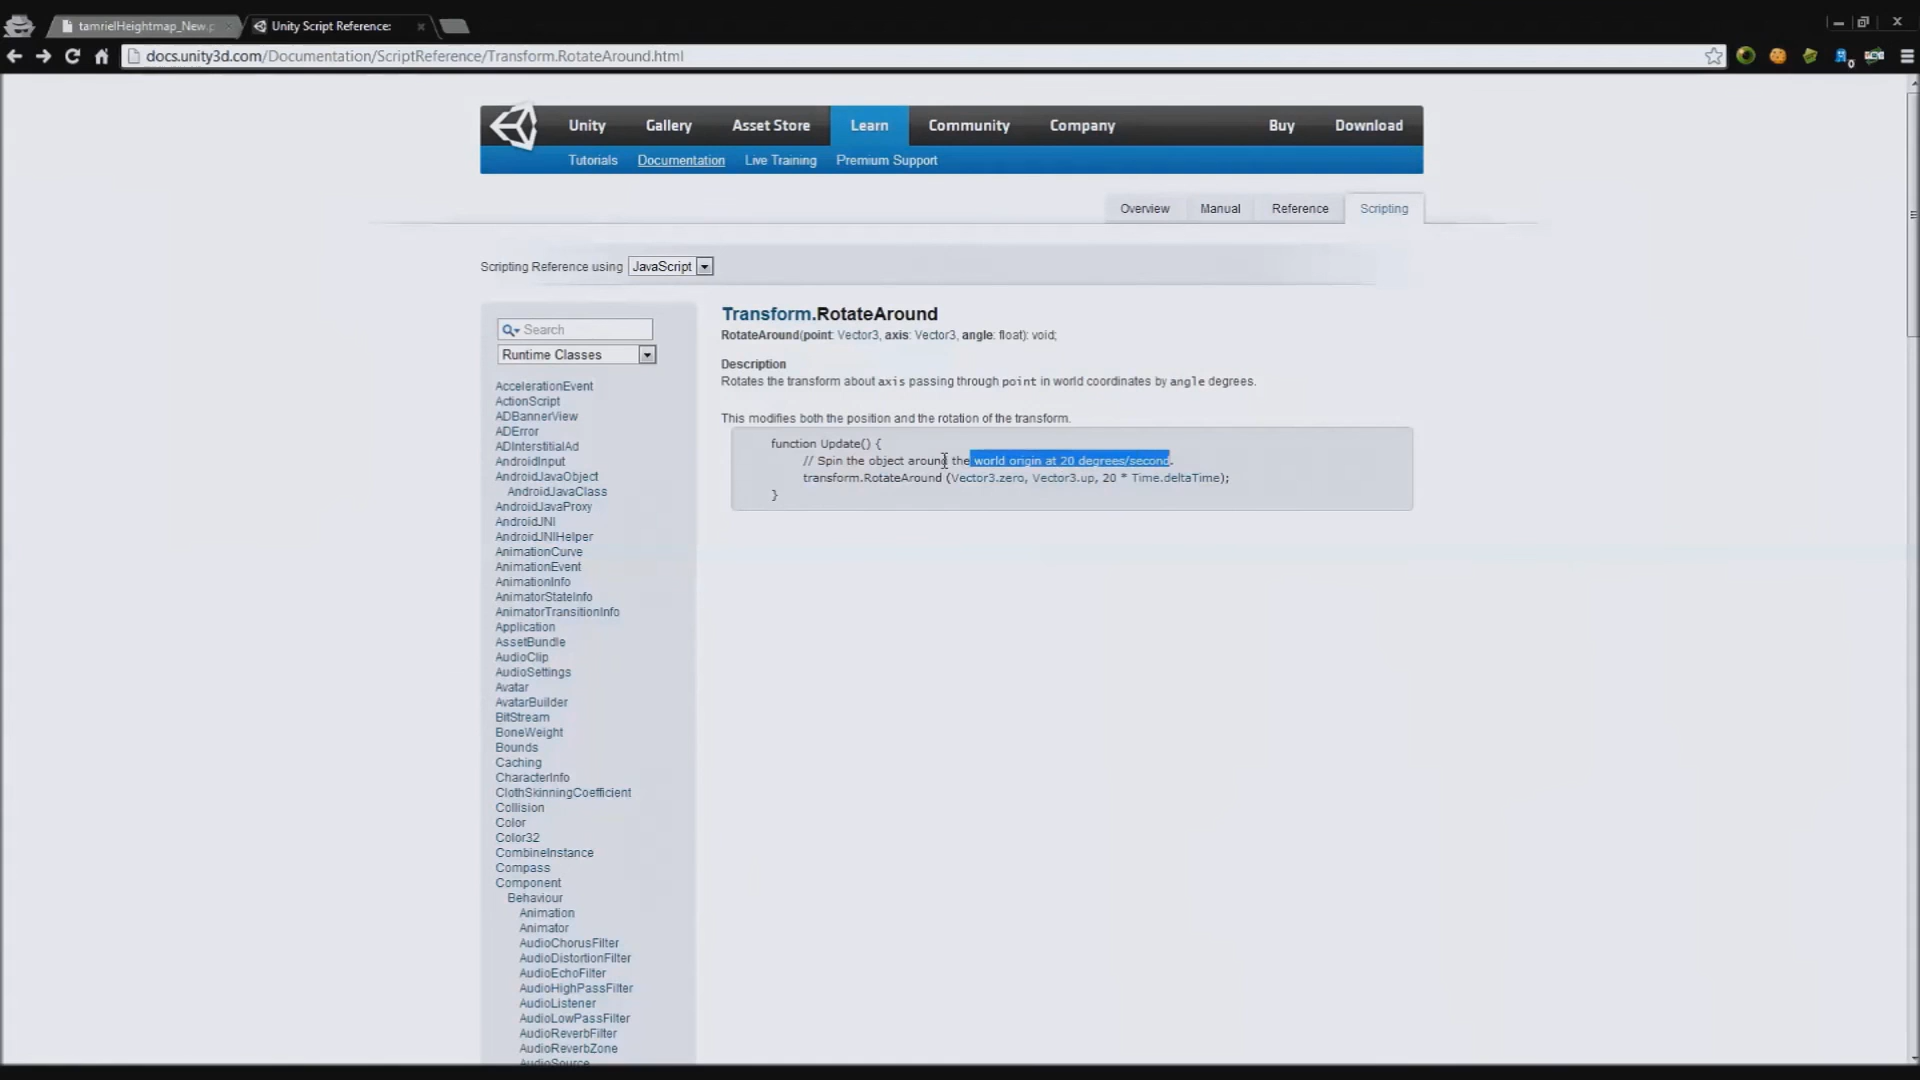 tamrielHeightmap_New.p
Unity Script Reference:
docs.unity3d.com/Documentation/ScriptReference/Transform.RotateAround.html
Unity
Gallery
Asset Store
Learn
Community
Company
Buy
Download
Tutorials
Documentation
Live Training
Premium Support
Overview
Manual
Reference
Scripting
Scripting Reference using JavaScript
Search
Runtime Classes
AccelerationEvent
ActionScript
ADBannerView
ADError
ADInterstitialAd
AndroidInput
AndroidJavaObject
AndroidJavaClass
AndroidJavaProxy
AndroidJNI
AndroidJNIHelper
AnimationCurve
AnimationEvent
AnimationInfo
AnimatorStateInfo
AnimatorTransitionInfo
Application
AssetBundle
AudioClip
AudioSettings
Avatar
AvatarBuilder
BitStream
BoneWeight
Bounds
Caching
CharacterInfo
ClothSkinningCoefficient
Collision
Color
Color32
CombineInstance
Compass
Component
Behaviour
Animation
Animator
AudioChorusFilter
AudioDistortionFilter
AudioEchoFilter
AudioHighPassFilter
AudioListener
AudioLowPassFilter
AudioReverbFilter
AudioReverbZone
AudioSource
Transform.RotateAround
RotateAround(point: Vector3, axis: Vector3, angle: float): void;
Description
Rotates the transform about axis passing through point in world coordinates by angle degrees.
This modifies both the position and the rotation of the transform.
function Update() {
// Spin the object around the world origin at 20 degrees/second.
transform.RotateAround (Vector3.zero, Vector3.up, 20 * Time.deltaTime);
}